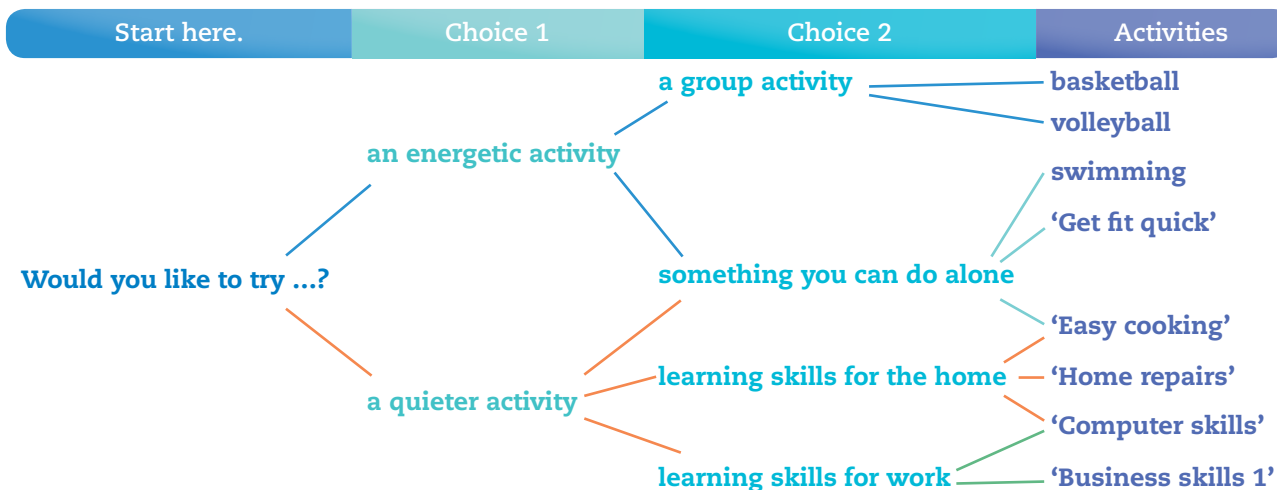 Start here.
Choice 1
Choice 2
Activities
a group activity
basketball
volleyball
an energetic activity
swimming
‘Get fit quick’
Would you like to try ...?
something you can do alone
‘Easy cooking’
learning skills for the home
‘Home repairs’
a quieter activity
‘Computer skills’
learning skills for work
‘Business skills 1’